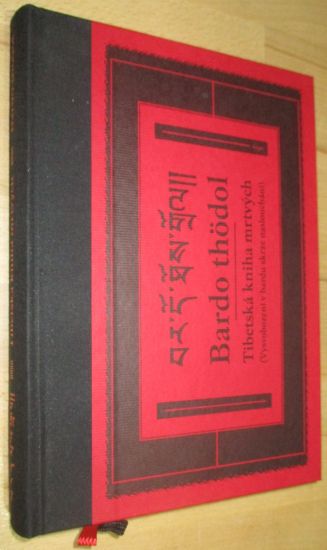 བར་དོ་ཐོས་གྲོལ།།
Bardo thödol
Tibetská kniha mrtvých
(Vysvobození v bardu skrze naslouchání)